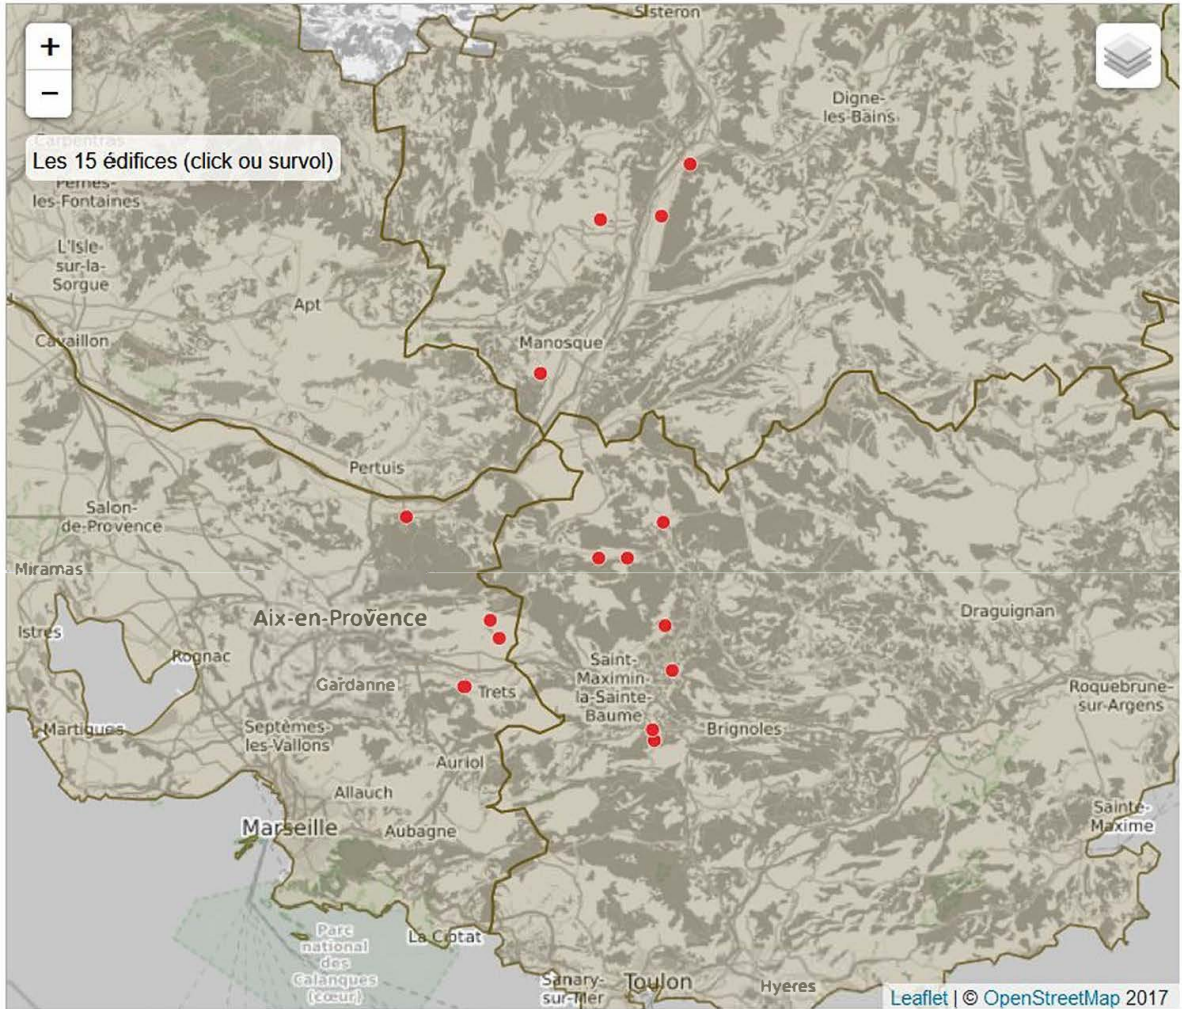 Sisteron
+
−
Digne-
les-Bains
Carpentras
Les 15 édifices (click ou survol)
Pernes-
les-Fontaines
L'Isle-
sur-la-
Sorgue
Apt
Cavaillon
Manosque
Pertuis
Salon-
de-Provence
Miramas
Aix-en-Provence
Draguignan
Istres
Rognac
Saint-
Maximin-
la-Sainte-
Baume
Gardanne
Trets
Roquebrune-
sur-Argens
Martigues
Septèmes-
les-Vallons
Brignoles
Auriol
Allauch
Sainte-
Maxime
Marseille
Aubagne
La Ciotat
Parc
national
des
Calanques
(cœur)
Sanary-
sur-Mer
Toulon
Hyères
Leaflet | © OpenStreetMap 2017